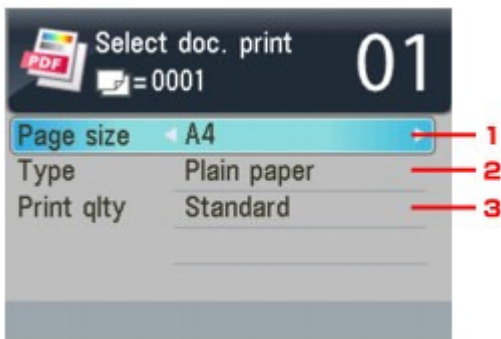 PDF
Select doc. print
=0001
01
Page size A4 1
Type Plain paper 2
Print qlty Standard 3